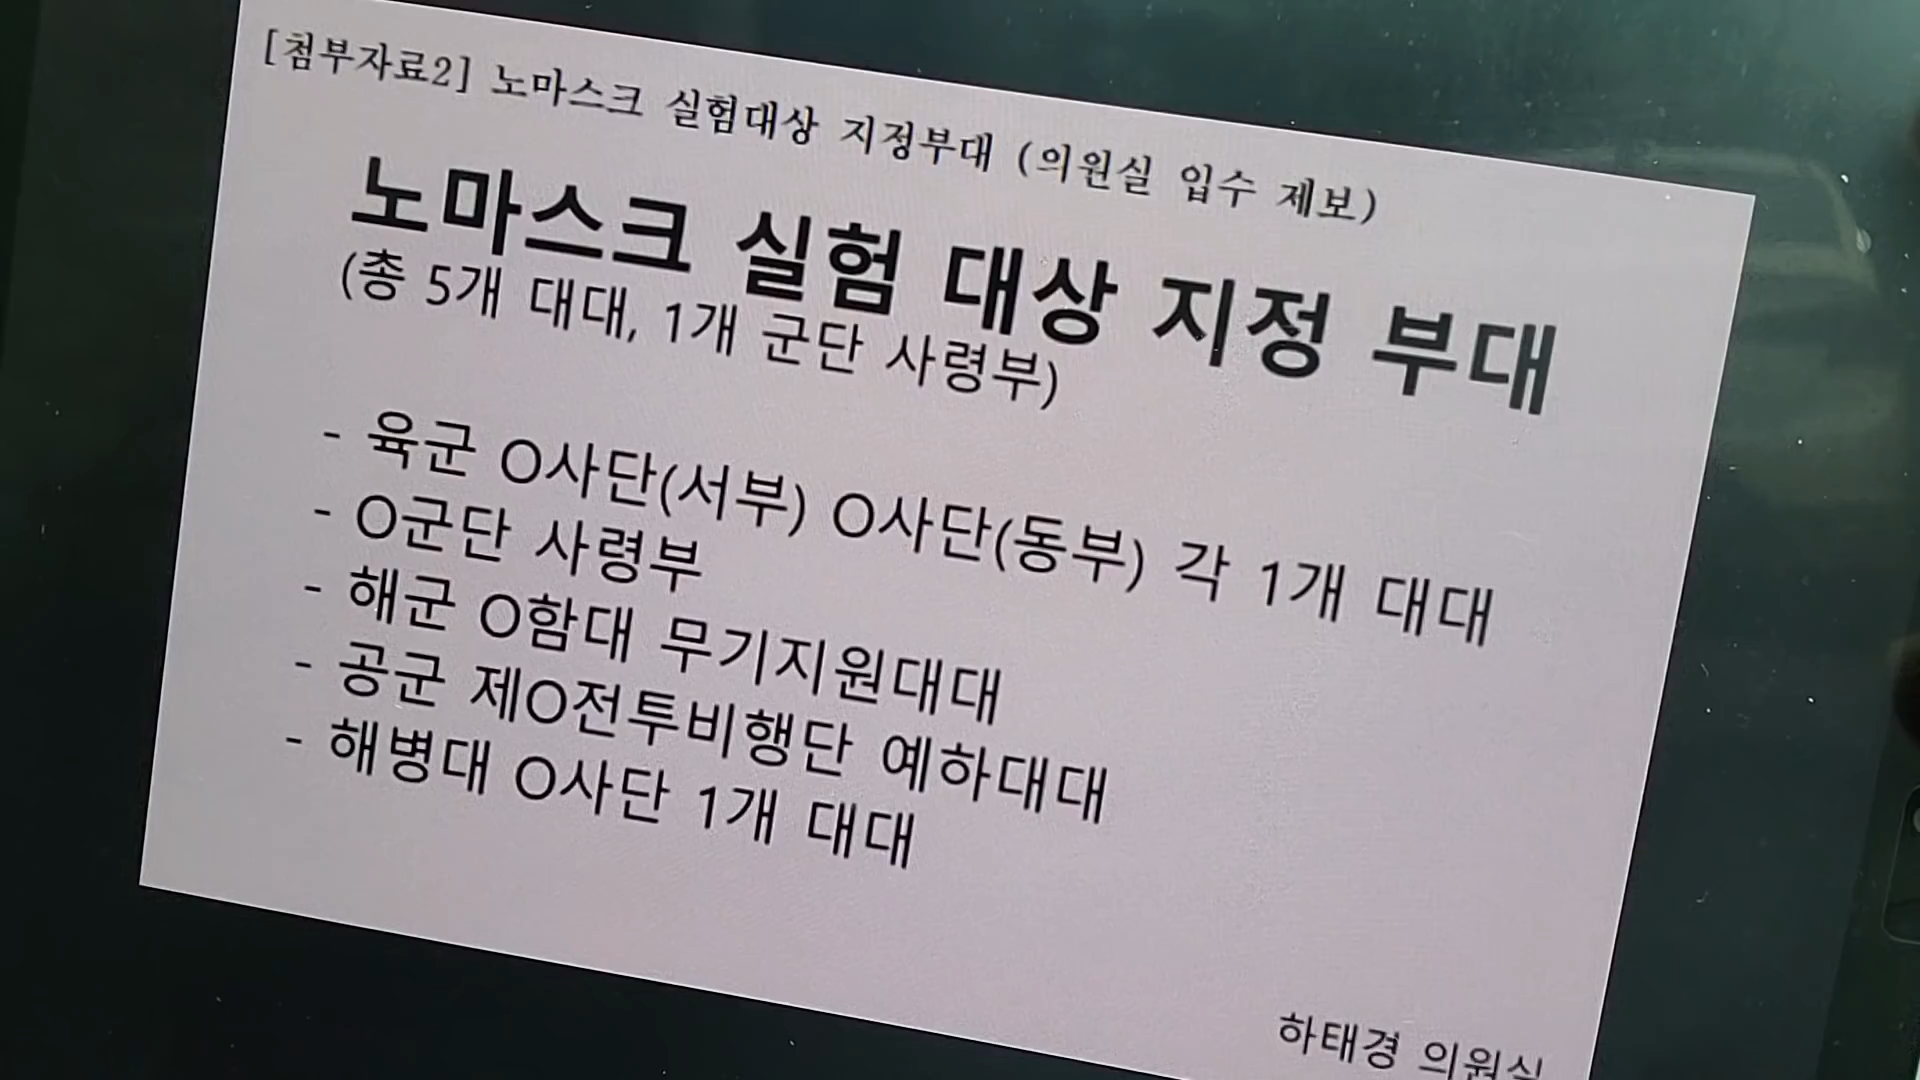 [첨부자료2] 노마스크 실험대상 지정부대 (의원실 입수 제보)
노마스크 실험 대상 지정 부대
(총 5개 대대, 1개 군단 사령부)
- 육군 O사단(서부) O사단(동부) 각 1개 대대
- O군단 사령부
- 해군 O함대 무기지원대대
- 공군 제O전투비행단 예하대대
- 해병대 O사단 1개 대대
하태경 의원실